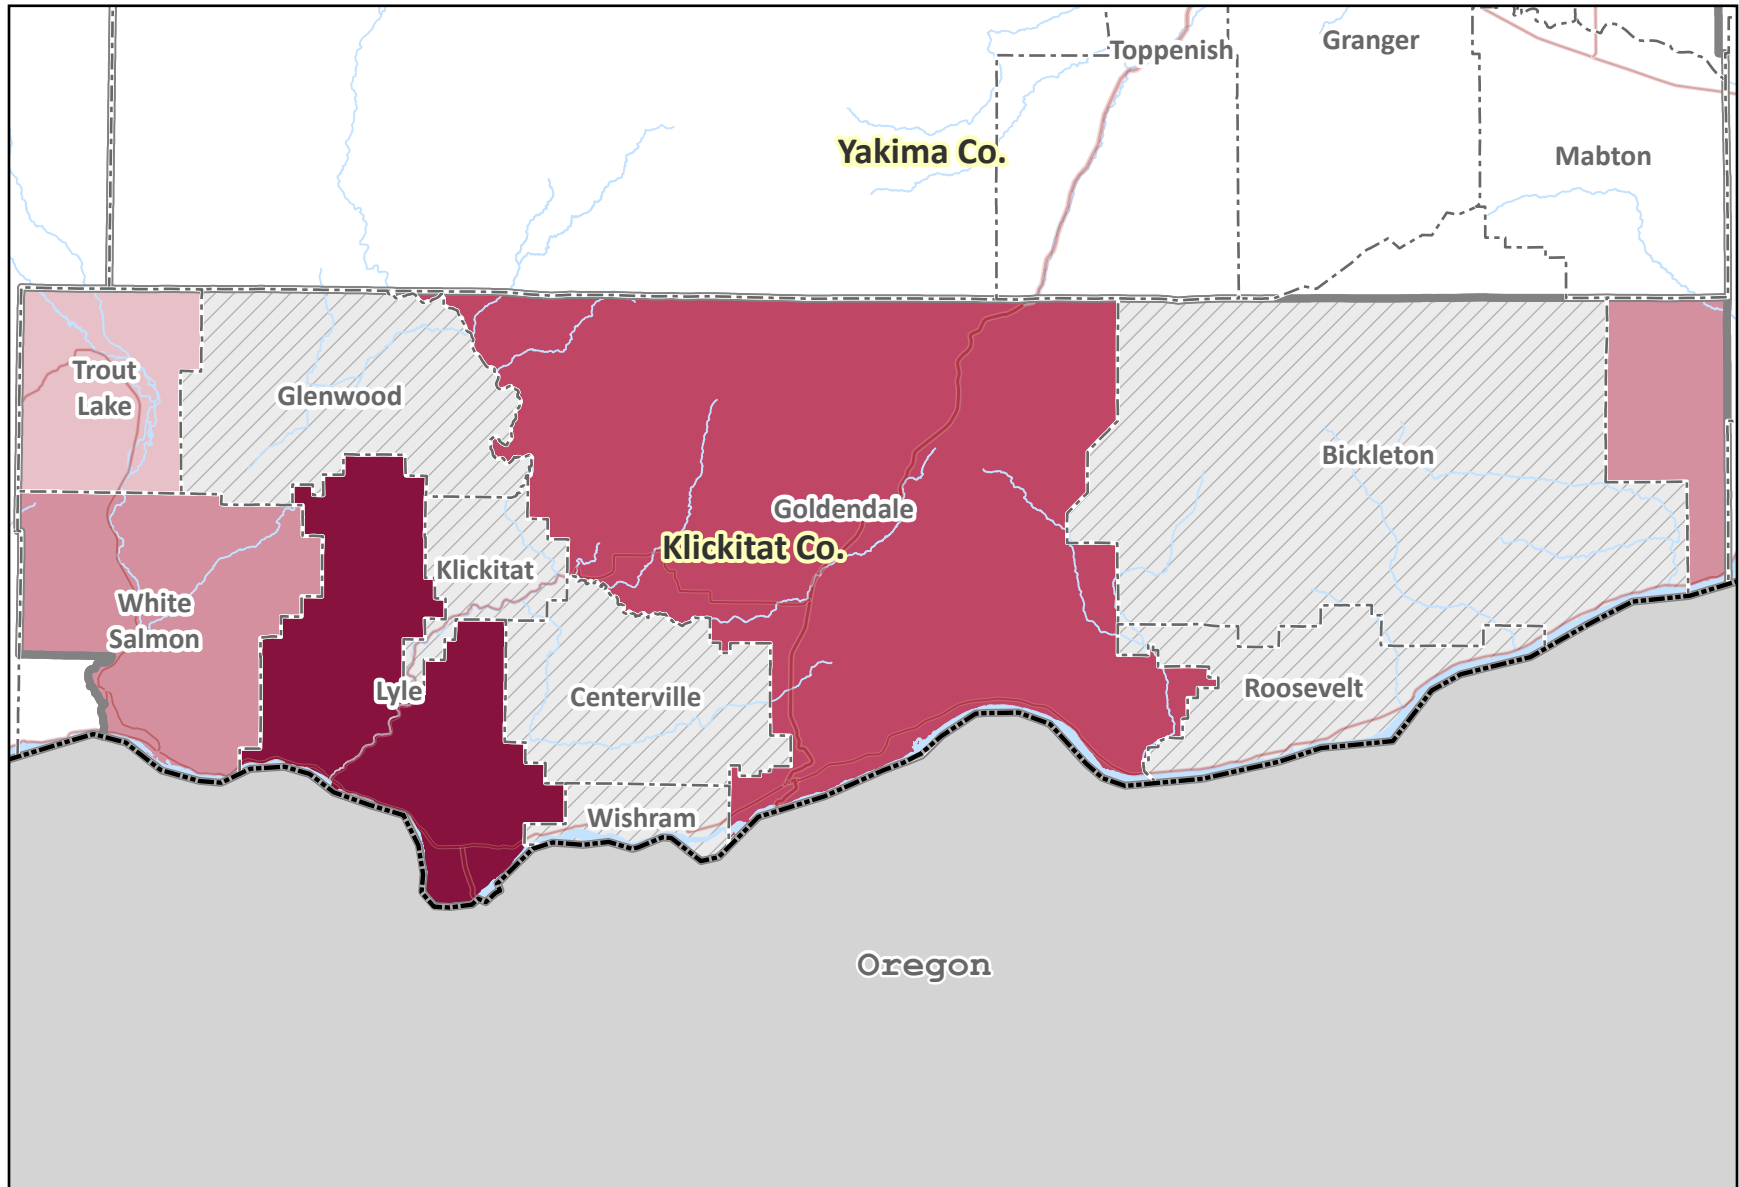 Toppenish
Granger
Yakima Co.
Mabton
Trout
Lake
Glenwood
Bickleton
Goldendale
Klickitat Co.
Klickitat
White
Salmon
Lyle
Centerville
Roosevelt
Wishram
Oregon